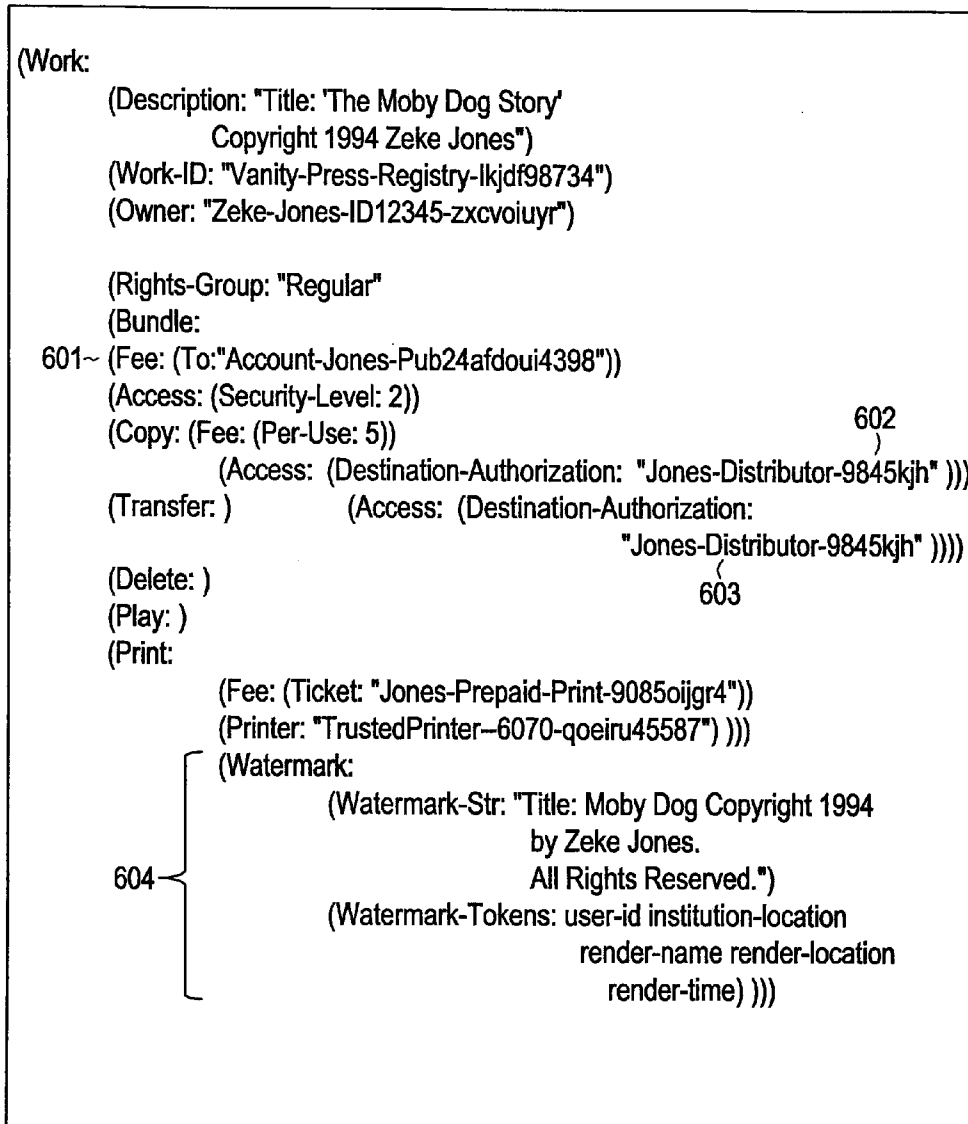 (Work:
(Description: "Title: 'The Moby Dog Story'
Copyright 1994 Zeke Jones")
(Work-ID: "Vanity-Press-Registry-lkjdf98734")
(Owner: "Zeke-Jones-ID12345-zxcvoiuyr")
(Rights-Group: "Regular"
(Bundle:
601~ (Fee: (To:"Account-Jones-Pub24afdoui4398"))
(Access: (Security-Level: 2))
(Copy: (Fee: (Per-Use: 5))
602
(Access: (Destination-Authorization: "Jones-Distributor-9845kjh" )))
(Transfer: ) (Access: (Destination-Authorization:
"Jones-Distributor-9845kjh" ))))
603
(Delete: )
(Play: )
(Print:
(Fee: (Ticket: "Jones-Prepaid-Print-9085oijgr4"))
(Printer: "TrustedPrinter--6070-qoeiru45587") )))
(Watermark:
(Watermark-Str: "Title: Moby Dog Copyright 1994
by Zeke Jones.
604 All Rights Reserved.")
(Watermark-Tokens: user-id institution-location
render-name render-location
render-time) )))